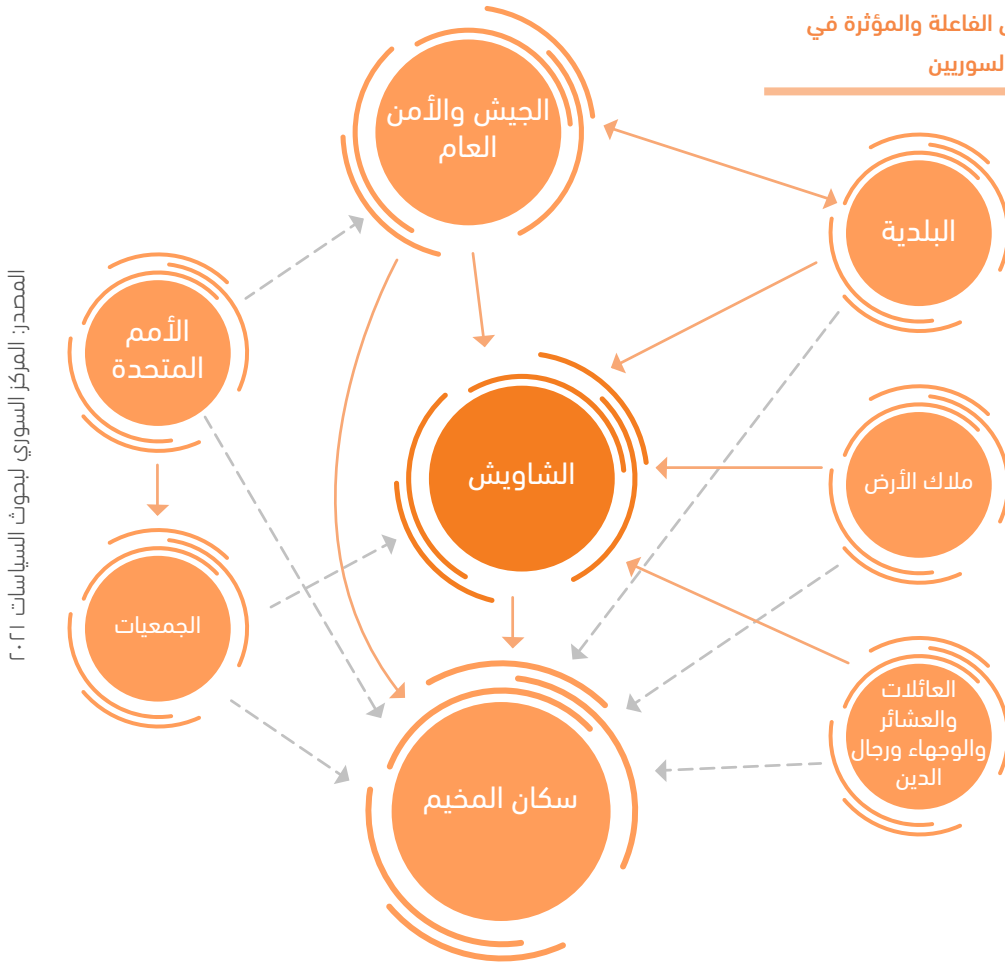 الفاعلة والمؤثرة في
السوريين
الجيش والأمن
العام
البلدية
الأمم
المتحدة
الشاويش
ملاك الأرض
الجمعيات
العائلات
والعشائر
والوجهاء ورجال
الدين
سكان المخيم
المصدر: المركز السوري لبحوث السياسات ٢٠٢١